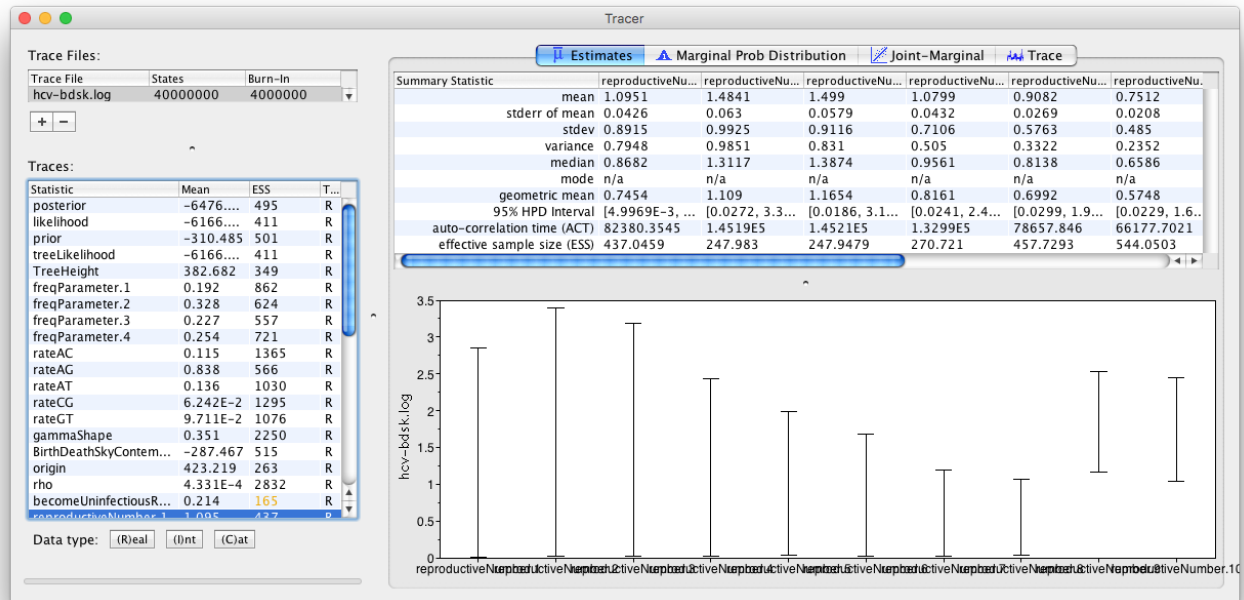 Tracer
Trace Files:
Trace File States Burn-In
hcv-bdsk.log 40000000 4000000
+ −
Traces:
Statistic Mean ESS T...
posterior -6476.... 495 R
likelihood -6166.... 411 R
prior -310.485 501 R
treeLikelihood -6166.... 411 R
TreeHeight 382.682 349 R
freqParameter.1 0.192 862 R
freqParameter.2 0.328 624 R
freqParameter.3 0.227 557 R
freqParameter.4 0.254 721 R
rateAC 0.115 1365 R
rateAG 0.838 566 R
rateAT 0.136 1030 R
rateCG 6.242E-2 1295 R
rateGT 9.711E-2 1076 R
gammaShape 0.351 2250 R
BirthDeathSkyContem... -287.467 515 R
origin 423.219 263 R
rho 4.331E-4 2832 R
becomeUninfectiousR... 0.214 165 R
reproductiveNumber.1 1.095 437 R
Data type: (R)eal (I)nt (C)at
Estimates Marginal Prob Distribution Joint-Marginal Trace
Summary Statistic reproductiveNu... reproductiveNu... reproductiveNu... reproductiveNu... reproductiveNu... reproductiveNu.
mean 1.0951 1.4841 1.499 1.0799 0.9082 0.7512
stderr of mean 0.0426 0.063 0.0579 0.0432 0.0269 0.0208
stdev 0.8915 0.9925 0.9116 0.7106 0.5763 0.485
variance 0.7948 0.9851 0.831 0.505 0.3322 0.2352
median 0.8682 1.3117 1.3874 0.9561 0.8138 0.6586
mode n/a n/a n/a n/a n/a n/a
geometric mean 0.7454 1.109 1.1654 0.8161 0.6992 0.5748
95% HPD Interval [4.9969E-3, ... [0.0272, 3.3... [0.0186, 3.1... [0.0241, 2.4... [0.0299, 1.9... [0.0229, 1.6...
auto-correlation time (ACT) 82380.3545 1.4519E5 1.4521E5 1.3299E5 78657.846 66177.7021
effective sample size (ESS) 437.0459 247.983 247.9479 270.721 457.7293 544.0503
3.5
3
2.5
2
1.5
1
0.5
0
hcv-bdsk.log